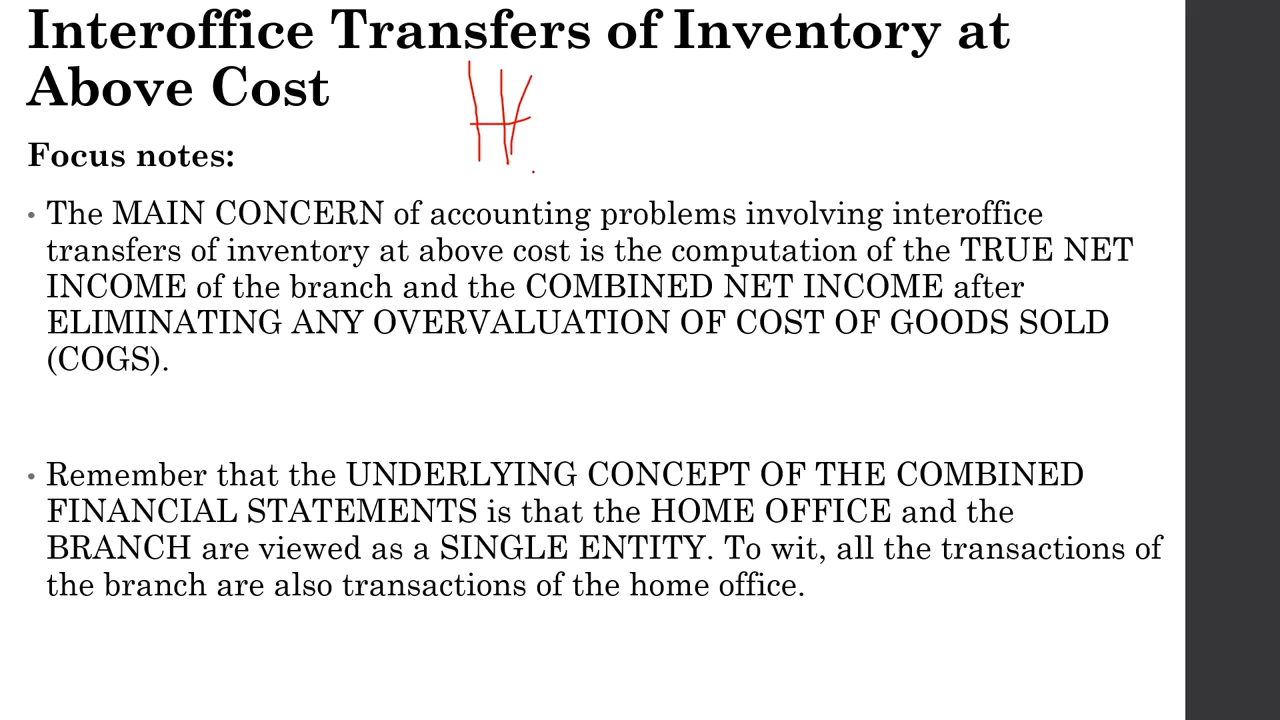 Interoffice Transfers of Inventory at
Above Cost
Focus notes:
• The MAIN CONCERN of accounting problems involving interoffice
transfers of inventory at above cost is the computation of the TRUE NET
INCOME of the branch and the COMBINED NET INCOME after
ELIMINATING ANY OVERVALUATION OF COST OF GOODS SOLD
(COGS).
• Remember that the UNDERLYING CONCEPT OF THE COMBINED
FINANCIAL STATEMENTS is that the HOME OFFICE and the
BRANCH are viewed as a SINGLE ENTITY. To wit, all the transactions of
the branch are also transactions of the home office.